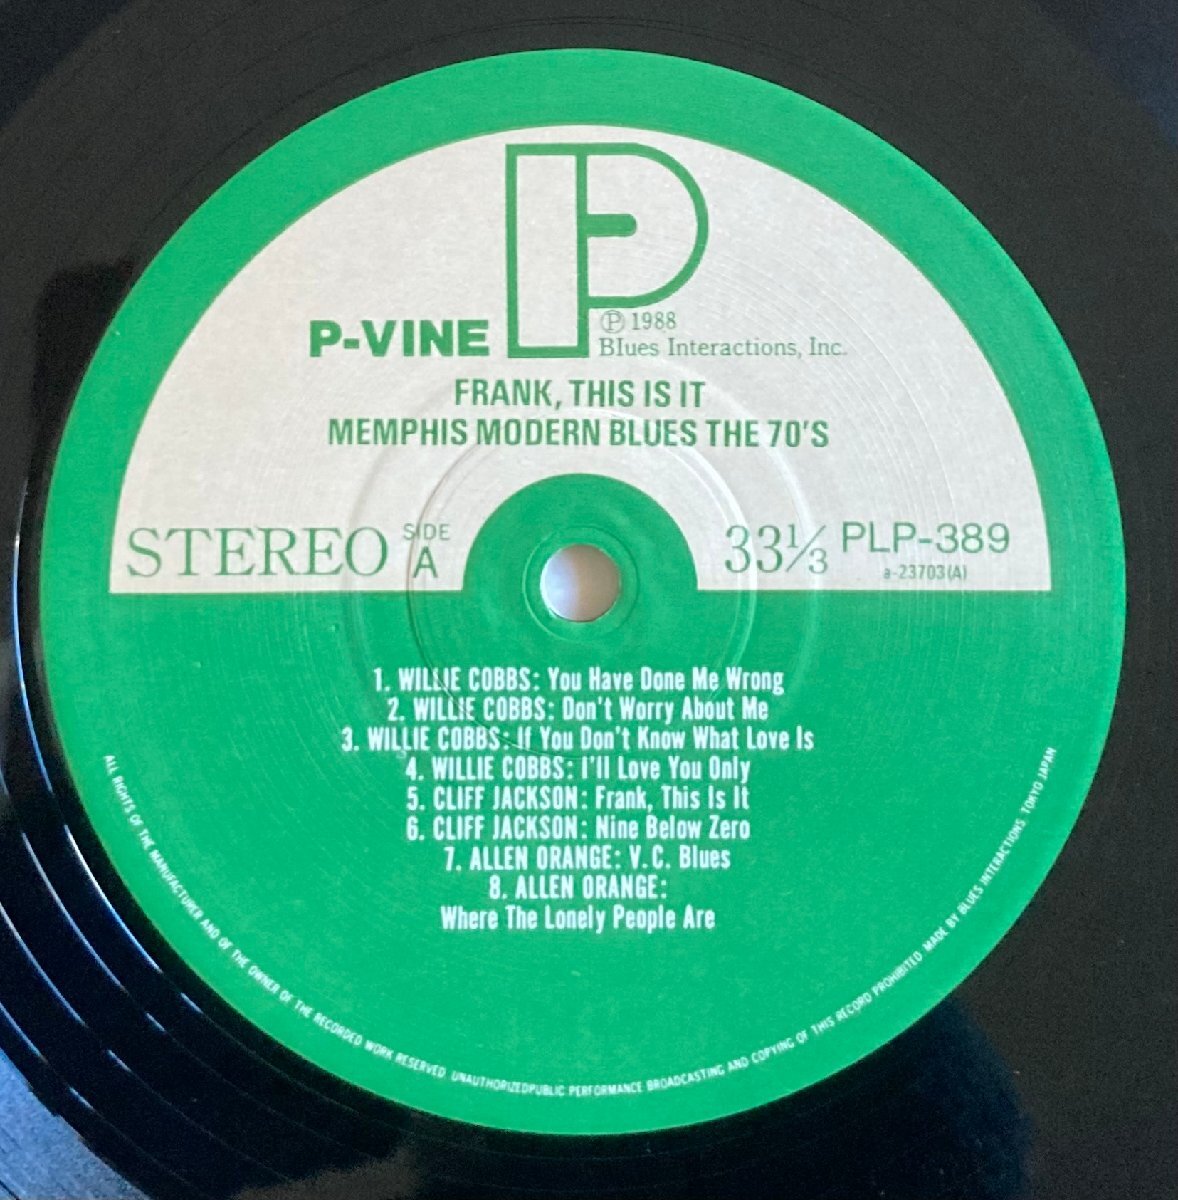 P
P-VINE
℗ 1988
Blues Interactions, Inc.
FRANK, THIS IS IT
MEMPHIS MODERN BLUES THE 70'S
STEREO SIDE A
33⅓ PLP-389
a-23703(A)
1. WILLIE COBBS: You Have Done Me Wrong
2. WILLIE COBBS: Don't Worry About Me
3. WILLIE COBBS: If You Don't Know What Love Is
4. WILLIE COBBS: I'll Love You Only
5. CLIFF JACKSON: Frank, This Is It
6. CLIFF JACKSON: Nine Below Zero
7. ALLEN ORANGE: V.C. Blues
8. ALLEN ORANGE:
Where The Lonely People Are
ALL RIGHTS OF THE MANUFACTURER AND OF THE OWNER OF THE RECORDED WORK RESERVED UNAUTHORIZEDPUBLIC PERFORMANCE BROADCASTING AND COPYING OF THIS RECORD PROHIBITED MADE BY BLUES INTERACTIONS TOKYO JAPAN